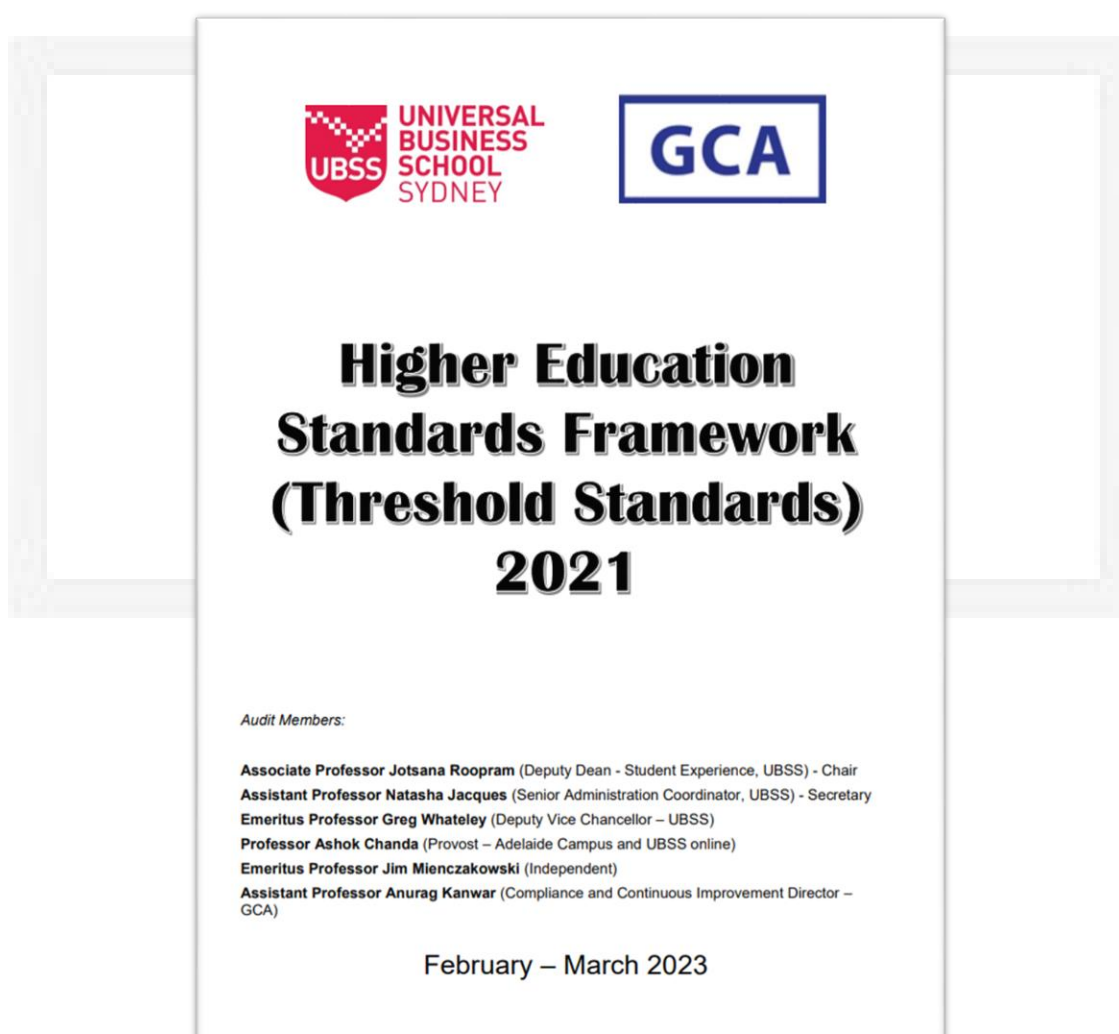 UBSS
UNIVERSAL
BUSINESS
SCHOOL
SYDNEY
GCA
Higher Education
Standards Framework
(Threshold Standards)
2021
Audit Members:
Associate Professor Jotsana Roopram (Deputy Dean - Student Experience, UBSS) - Chair
Assistant Professor Natasha Jacques (Senior Administration Coordinator, UBSS) - Secretary
Emeritus Professor Greg Whateley (Deputy Vice Chancellor – UBSS)
Professor Ashok Chanda (Provost – Adelaide Campus and UBSS online)
Emeritus Professor Jim Mienczakowski (Independent)
Assistant Professor Anurag Kanwar (Compliance and Continuous Improvement Director –
GCA)
February – March 2023